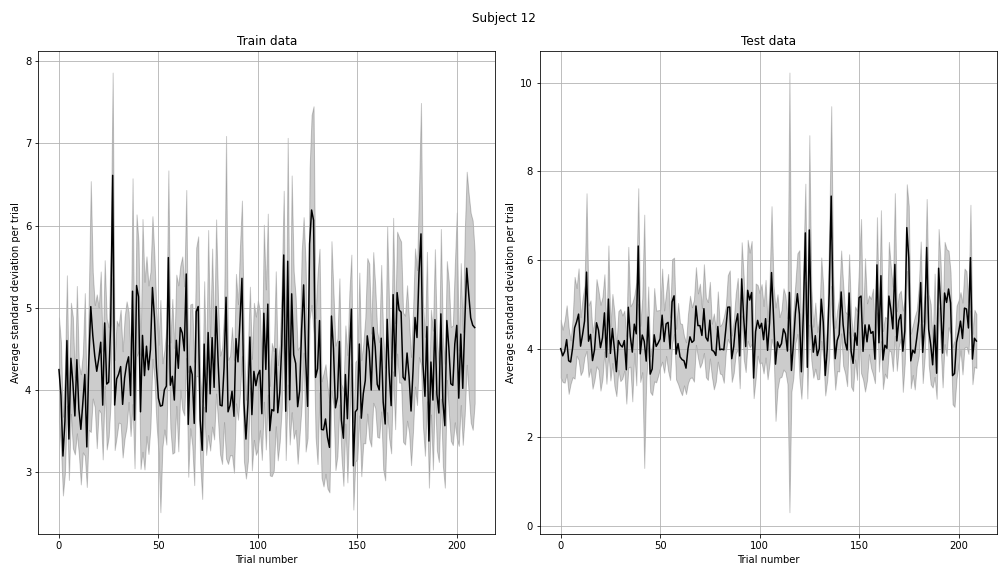 Subject 12
Train data
Test data
8
7
6
5
4
3
10
8
6
4
2
0
Average standard deviation per trial
Average standard deviation per trial
0 50 100 150 200
0 50 100 150 200
Trial number
Trial number